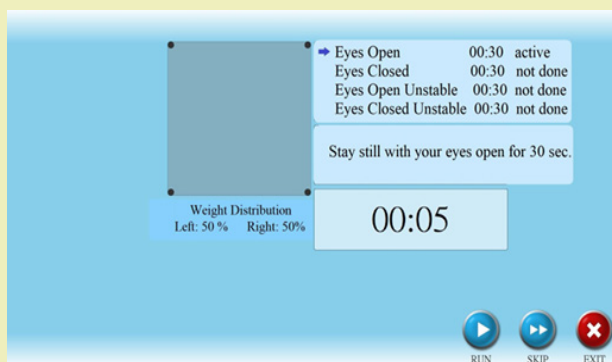 Eyes Open 00:30 active
Eyes Closed 00:30 not done
Eyes Open Unstable 00:30 not done
Eyes Closed Unstable 00:30 not done
Stay still with your eyes open for 30 sec.
Weight Distribution
Left: 50 % Right: 50%
00:05
RUN SKIP EXIT